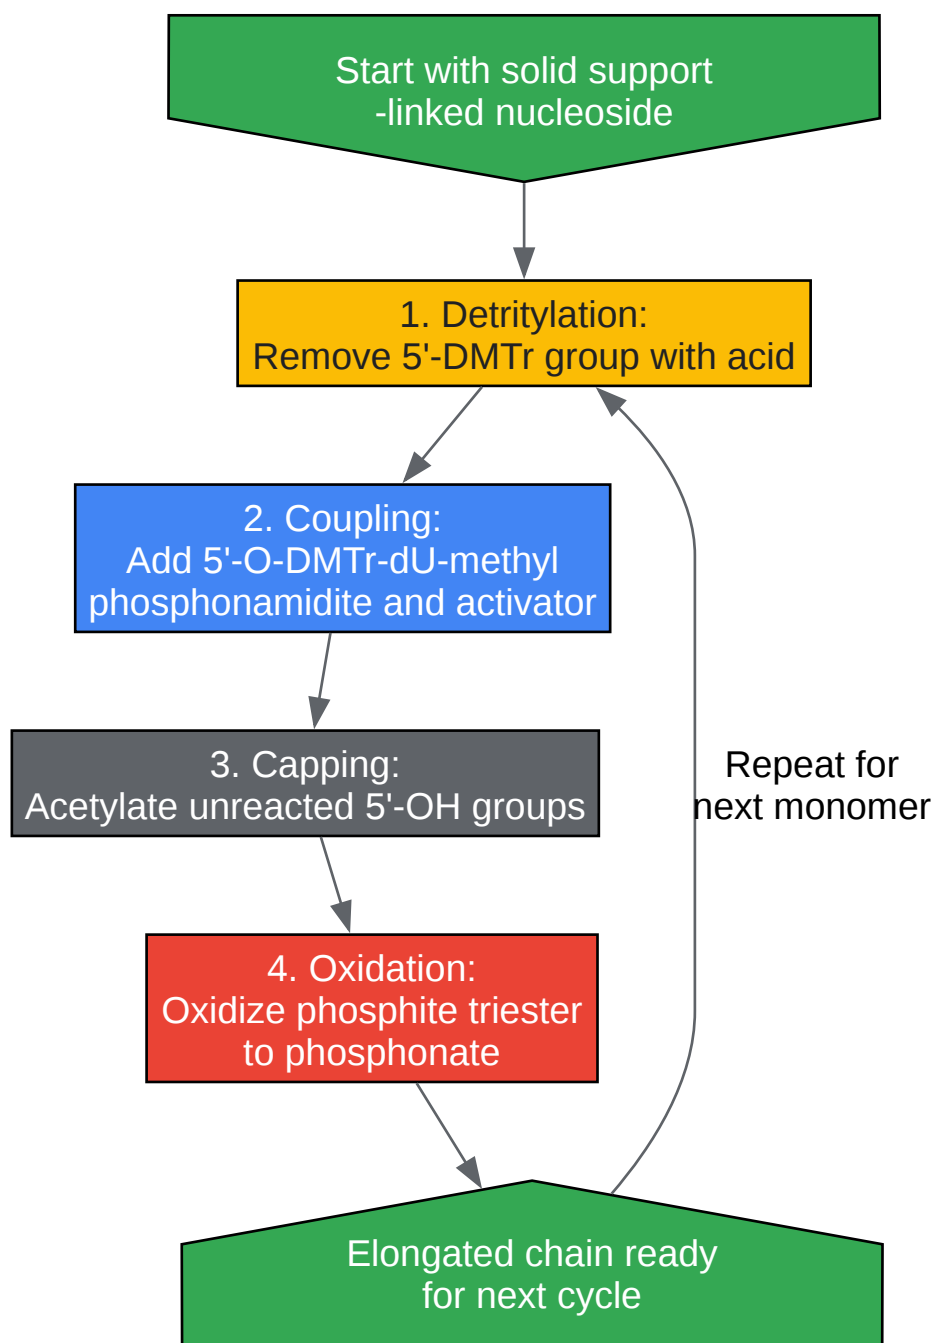 Start with solid support
-linked nucleoside
1. Detritylation:
Remove 5'-DMTr group with acid
2. Coupling:
Add 5'-O-DMTr-dU-methyl
phosphonamidite and activator
3. Capping:
Acetylate unreacted 5'-OH groups
Repeat for
next monomer
4. Oxidation:
Oxidize phosphite triester
to phosphonate
Elongated chain ready
for next cycle